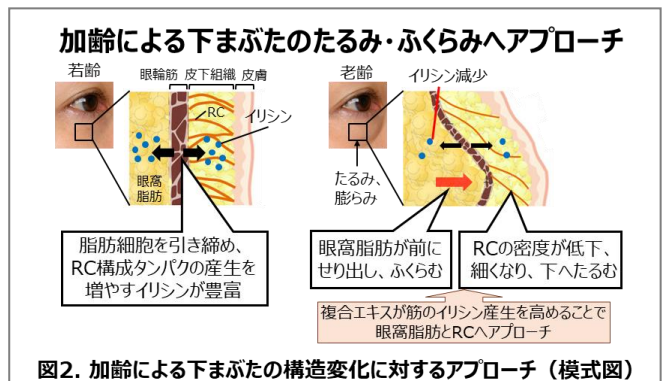 加齢による下まぶたのたるみ・ふくらみへアプローチ
若齢
眼輪筋 皮下組織 皮膚
RC
イリシン
眼窩
脂肪
脂肪細胞を引き締め、
RC構成タンパクの産生を
増やすイリシンが豊富
老齢
イリシン減少
たるみ、
膨らみ
眼窩脂肪が前に
せり出し、ふくらむ
RCの密度が低下、
細くなり、下へたるむ
複合エキスが筋のイリシン産生を高めることで
眼窩脂肪とRCへアプローチ
図2. 加齢による下まぶたの構造変化に対するアプローチ（模式図）